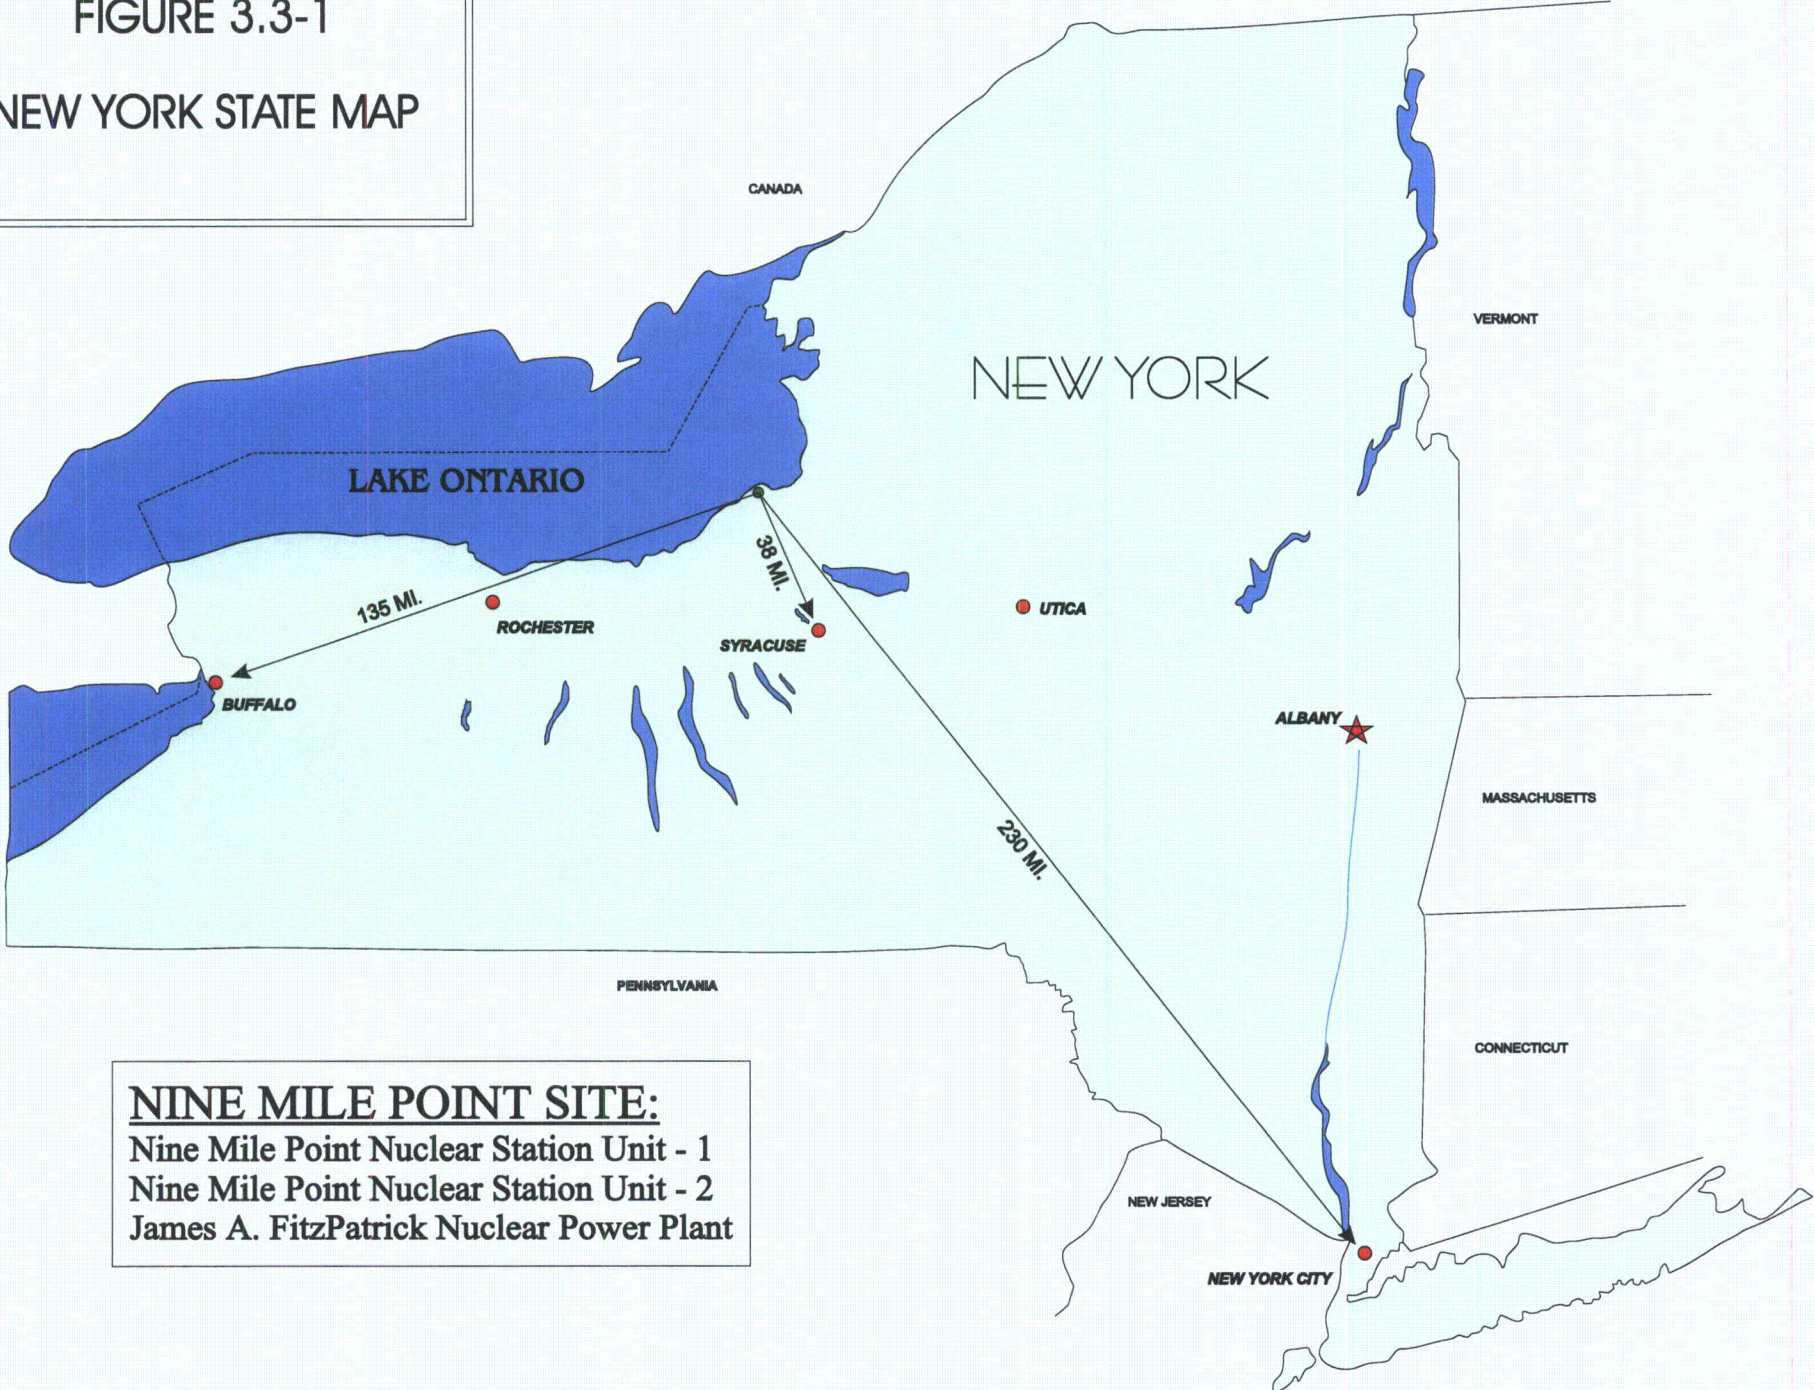 FIGURE 3.3-1
NEW YORK STATE MAP
CANADA
VERMONT
NEW YORK
LAKE ONTARIO
38 MI.
135 MI.
ROCHESTER
UTICA
SYRACUSE
BUFFALO
ALBANY
MASSACHUSETTS
230 MI.
PENNSYLVANIA
CONNECTICUT
NINE MILE POINT SITE:
Nine Mile Point Nuclear Station Unit - 1
Nine Mile Point Nuclear Station Unit - 2
James A. FitzPatrick Nuclear Power Plant
NEW JERSEY
NEW YORK CITY